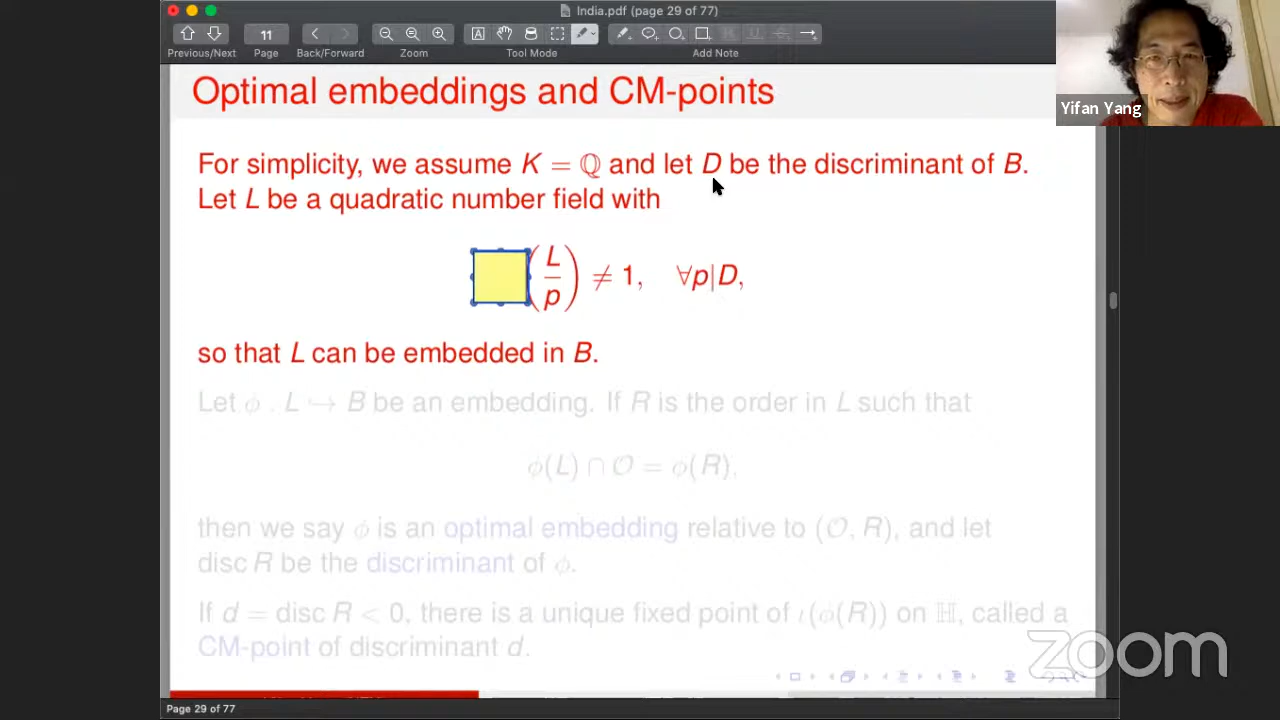 India.pdf (page 29 of 77)
11
Previous/Next
Page
Back/Forward
Zoom
Tool Mode
Add Note
Yifan Yang
Optimal embeddings and CM-points
For simplicity, we assume K = ℚ and let D be the discriminant of B.
Let L be a quadratic number field with
(L/p) ≠ 1, ∀p|D,
so that L can be embedded in B.
Let ϕ : L ↪ B be an embedding. If R is the order in L such that
ϕ(L) ∩ 𝒪 = ϕ(R),
then we say ϕ is an optimal embedding relative to (𝒪, R), and let
disc R be the discriminant of ϕ.
If d = disc R < 0, there is a unique fixed point of ι(ϕ(R)) on ℍ, called a
CM-point of discriminant d.
zoom
Page 29 of 77